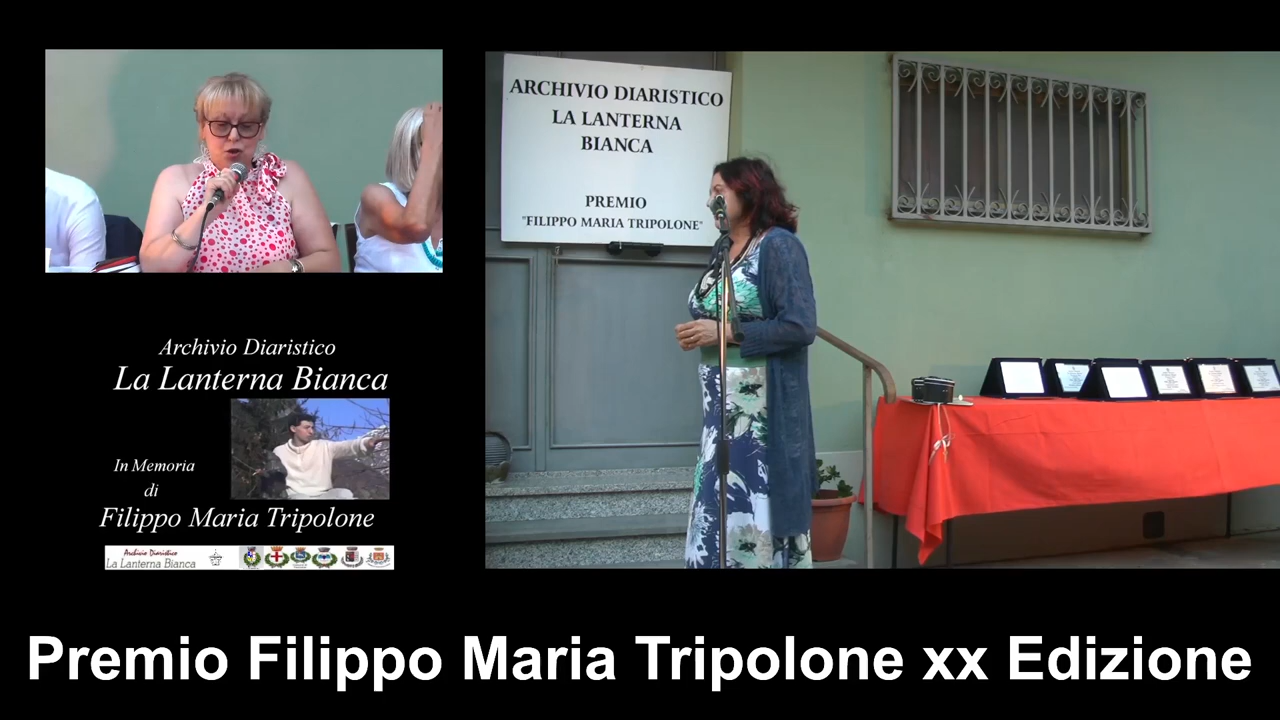 ARCHIVIO DIARISTICO
LA LANTERNA
BIANCA
PREMIO
"FILIPPO MARIA TRIPOLONE"
Archivio Diaristico
La Lanterna Bianca
In Memoria
di
Filippo Maria Tripolone
Archivio Diaristico
La Lanterna Bianca
Premio Filippo Maria Tripolone xx Edizione